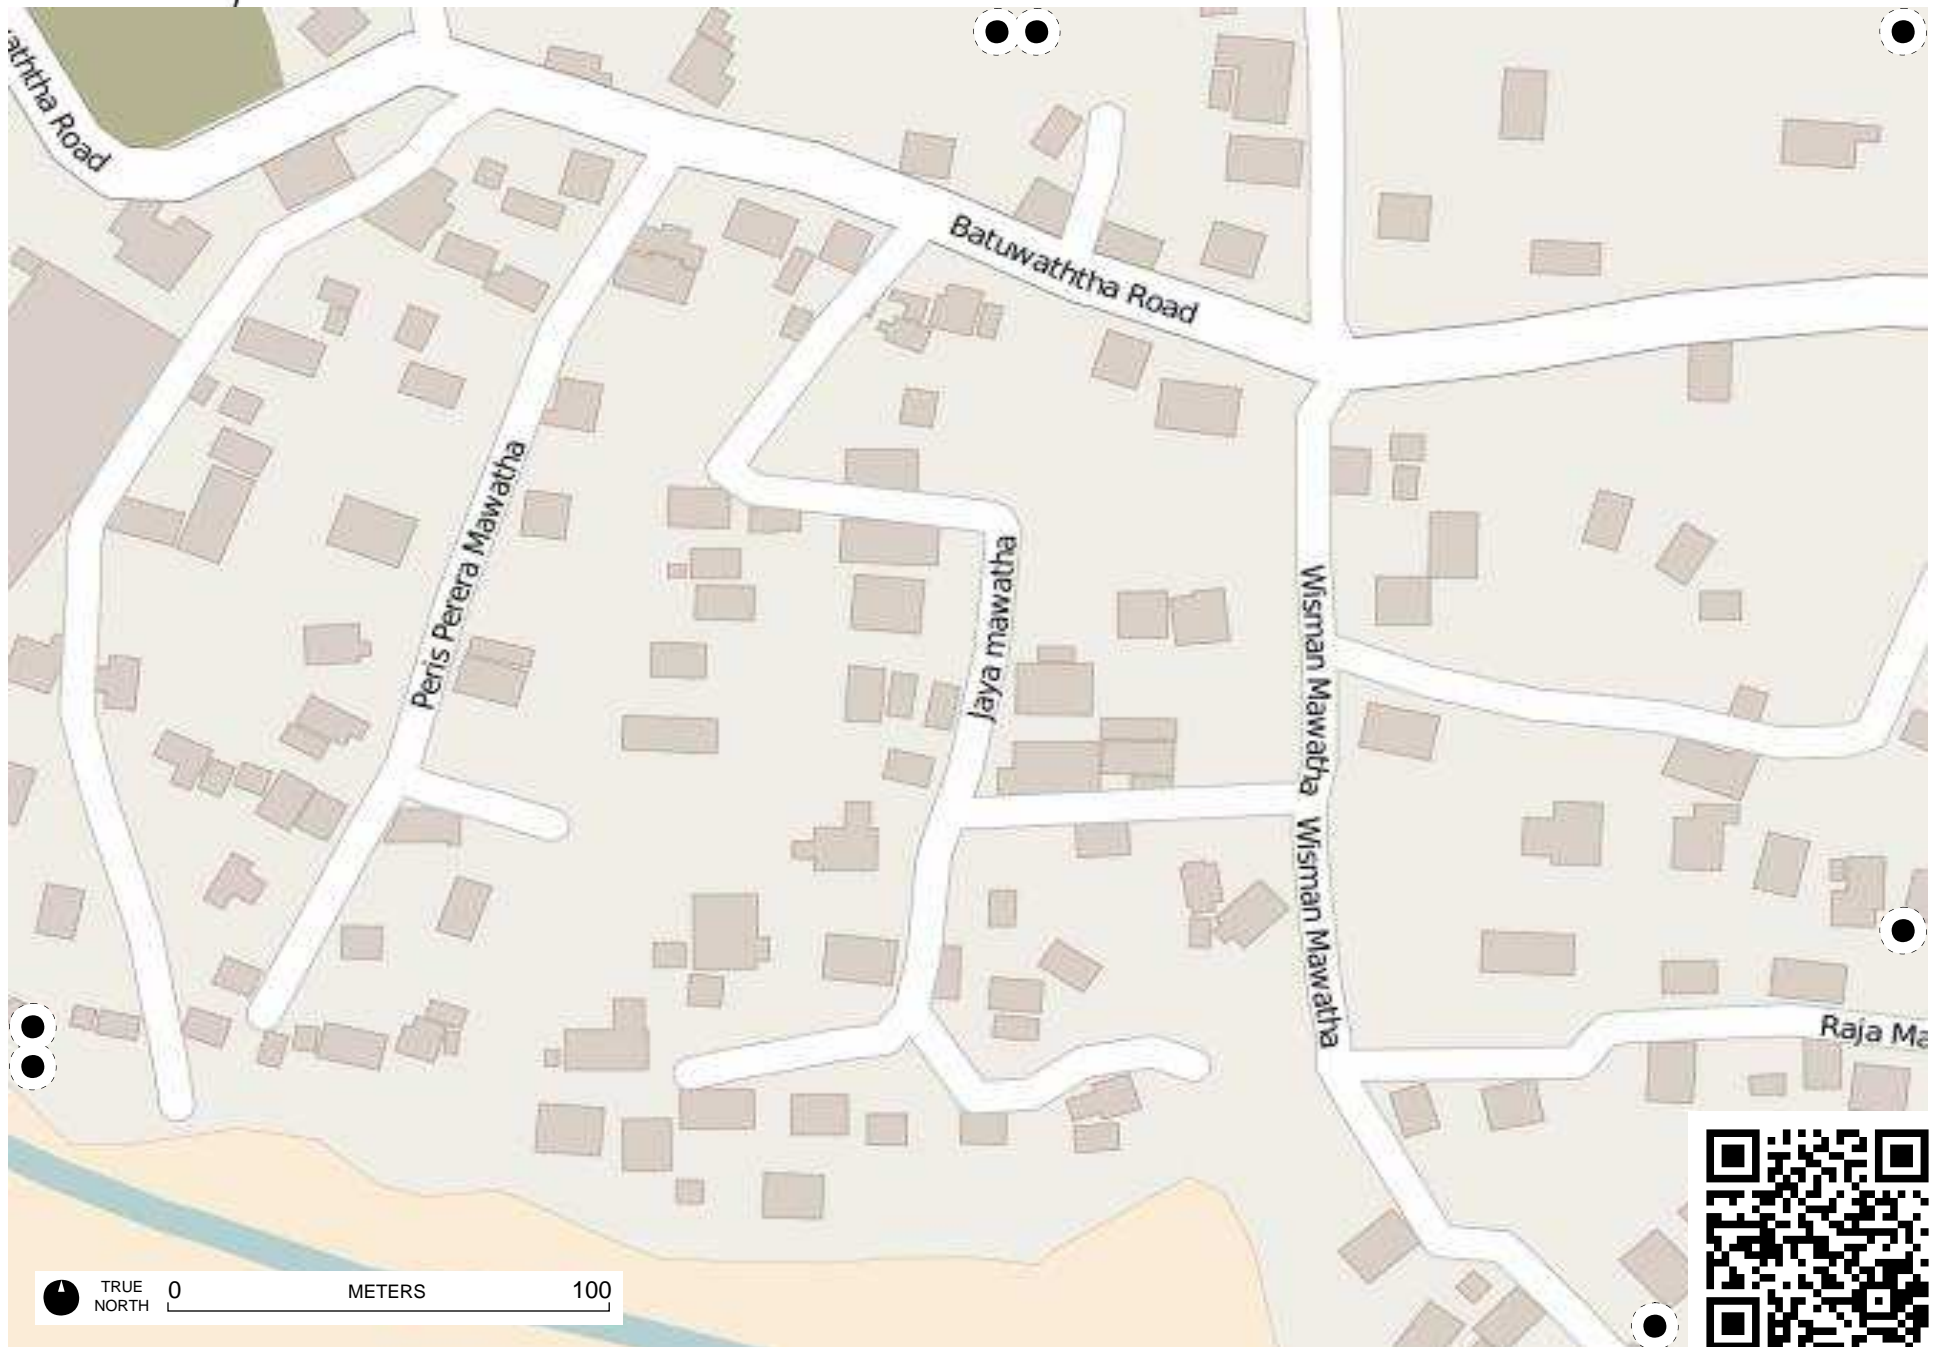 aththa Road
Batuwaththa Road
Peris Perera Mawatha
Jaya mawatha
Wisman Mawatha
Wisman Mawatha
Raja Ma
TRUE
NORTH
0 METERS 100